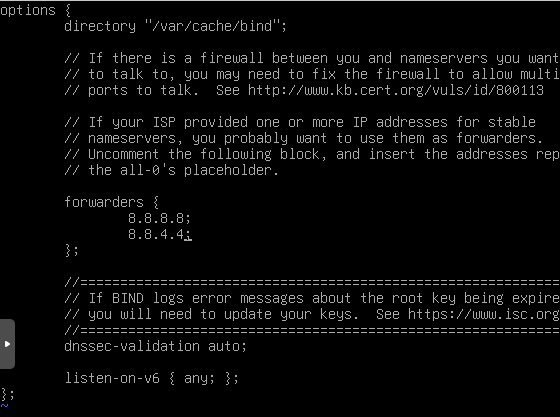 options {
directory "/var/cache/bind";
// If there is a firewall between you and nameservers you want
// to talk to, you may need to fix the firewall to allow multi
// ports to talk.  See http://www.kb.cert.org/vuls/id/800113
// If your ISP provided one or more IP addresses for stable
// nameservers, you probably want to use them as forwarders.
// Uncomment the following block, and insert the addresses rep
// the all-0's placeholder.
forwarders {
8.8.8.8;
8.8.4.4;
};
//============================================================
// If BIND logs error messages about the root key being expire
// you will need to update your keys.  See https://www.isc.org
//============================================================
dnssec-validation auto;
listen-on-v6 { any; };
};
~